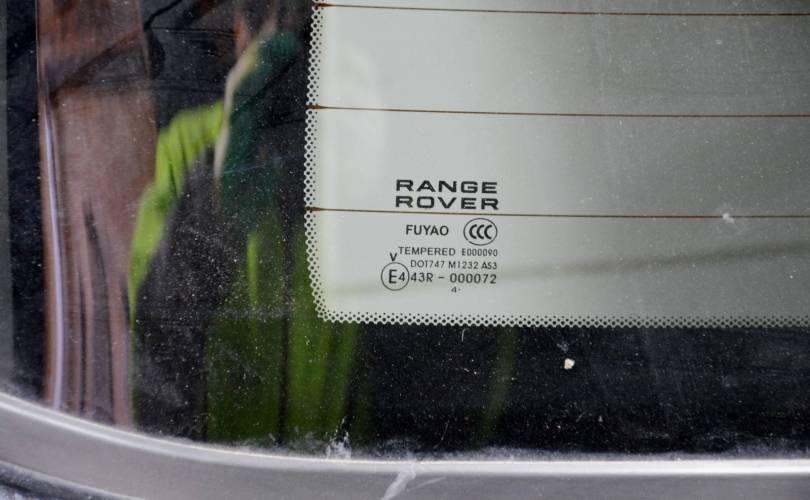 RANGE
ROVER
FUYAO CCC
TEMPERED E000090
V
DOT747 M1232 AS3
E4 43R - 000072
4·